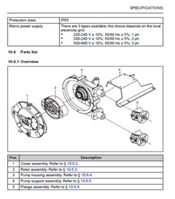 SPECIFICATIONS
Protection class IP55
Mains power supply There are 3 types available; the choice depends on the local
electricity grid:
• 200-240 V ± 10%, 50/60 Hz ± 5%, 1 ph
• 200-240 V ± 10%, 50/60 Hz ± 5%, 3 ph
• 400-480 V ± 10%, 50/60 Hz ± 5%, 3 ph
10.6 Parts list
10.6.1 Overview
Pos. Description
1 Cover assembly. Refer to § 10.6.2.
2 Rotor assembly. Refer to § 10.6.3.
3 Pump housing assembly. Refer to § 10.6.4.
4 Pump support assembly. Refer to § 10.6.5.
5 Flange assembly. Refer to § 10.6.6.